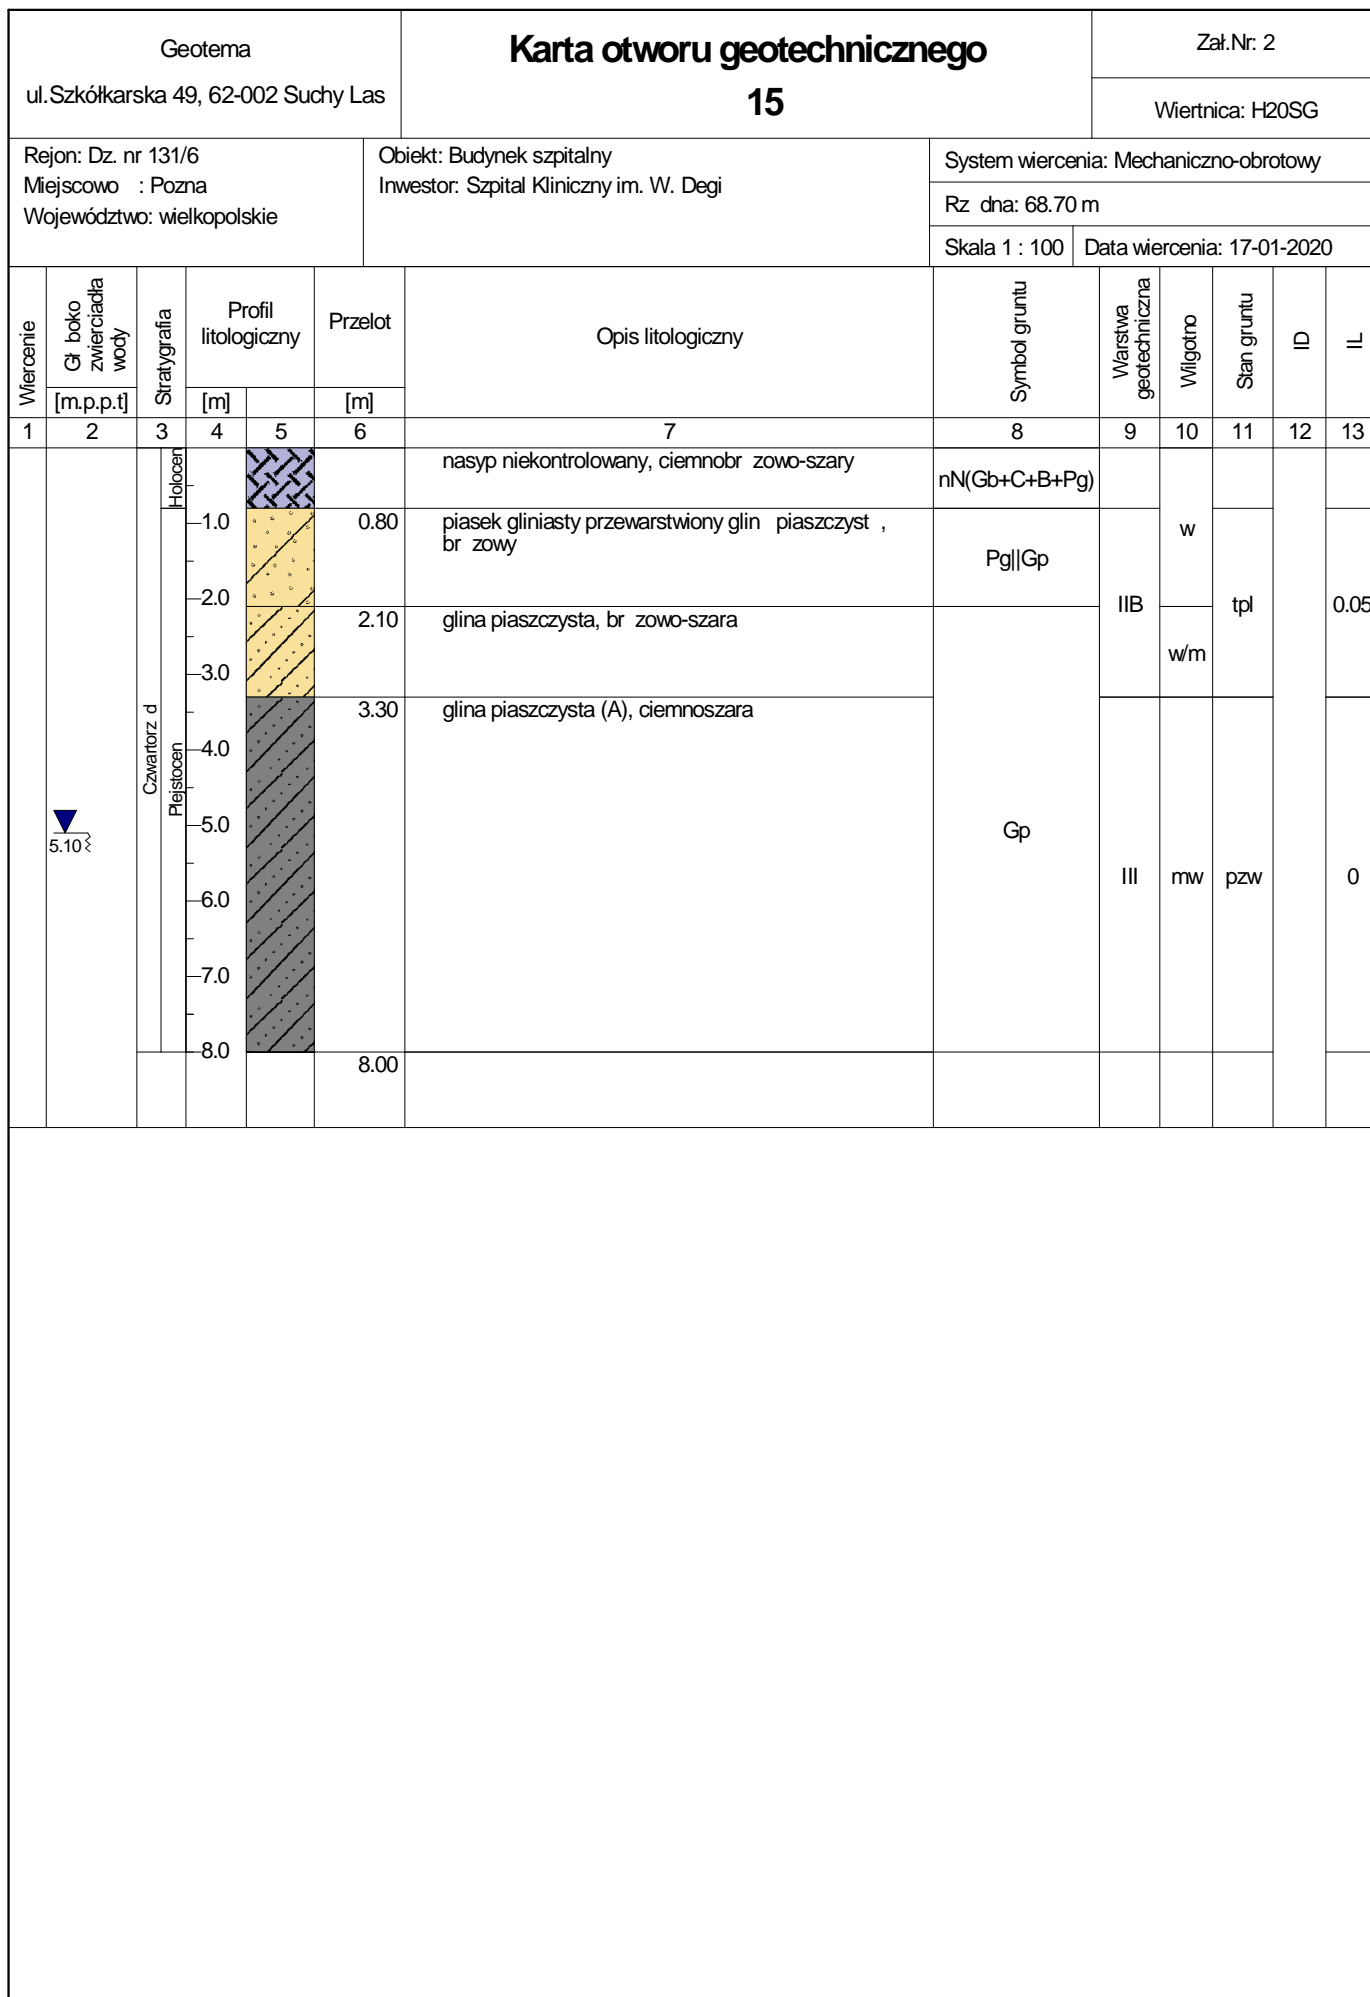 Geotema
ul.Szkółkarska 49, 62-002 Suchy Las
Karta otworu geotechnicznego
15
Zał.Nr: 2
Wiertnica: H20SG
Rejon: Dz. nr 131/6
Miejscowo : Pozna
Województwo: wielkopolskie
Obiekt: Budynek szpitalny
Inwestor: Szpital Kliniczny im. W. Degi
System wiercenia: Mechaniczno-obrotowy
Rz dna: 68.70 m
Skala 1 : 100
Data wiercenia: 17-01-2020
Wiercenie
Gł boko
zwierciadła
wody
[m.p.p.t]
Stratygrafia
Profil
litologiczny
[m]
Przelot
[m]
Opis litologiczny
Symbol gruntu
Warstwa
geotechniczna
Wilgotno
Stan gruntu
ID
IL
1 2 3 4 5 6 7 8 9 10 11 12 13
Holocen
nasyp niekontrolowany, ciemnobr zowo-szary
nN(Gb+C+B+Pg)
1.0
0.80
piasek gliniasty przewarstwiony glin piaszczyst ,
br zowy
Pg||Gp
w
2.0
2.10
glina piaszczysta, br zowo-szara
IIB
tpl
0.05
w/m
3.0
3.30
glina piaszczysta (A), ciemnoszara
Czwartorz d
Plejstocen
4.0
5.0
5.10
Gp
III
mw
pzw
0
6.0
7.0
8.0
8.00